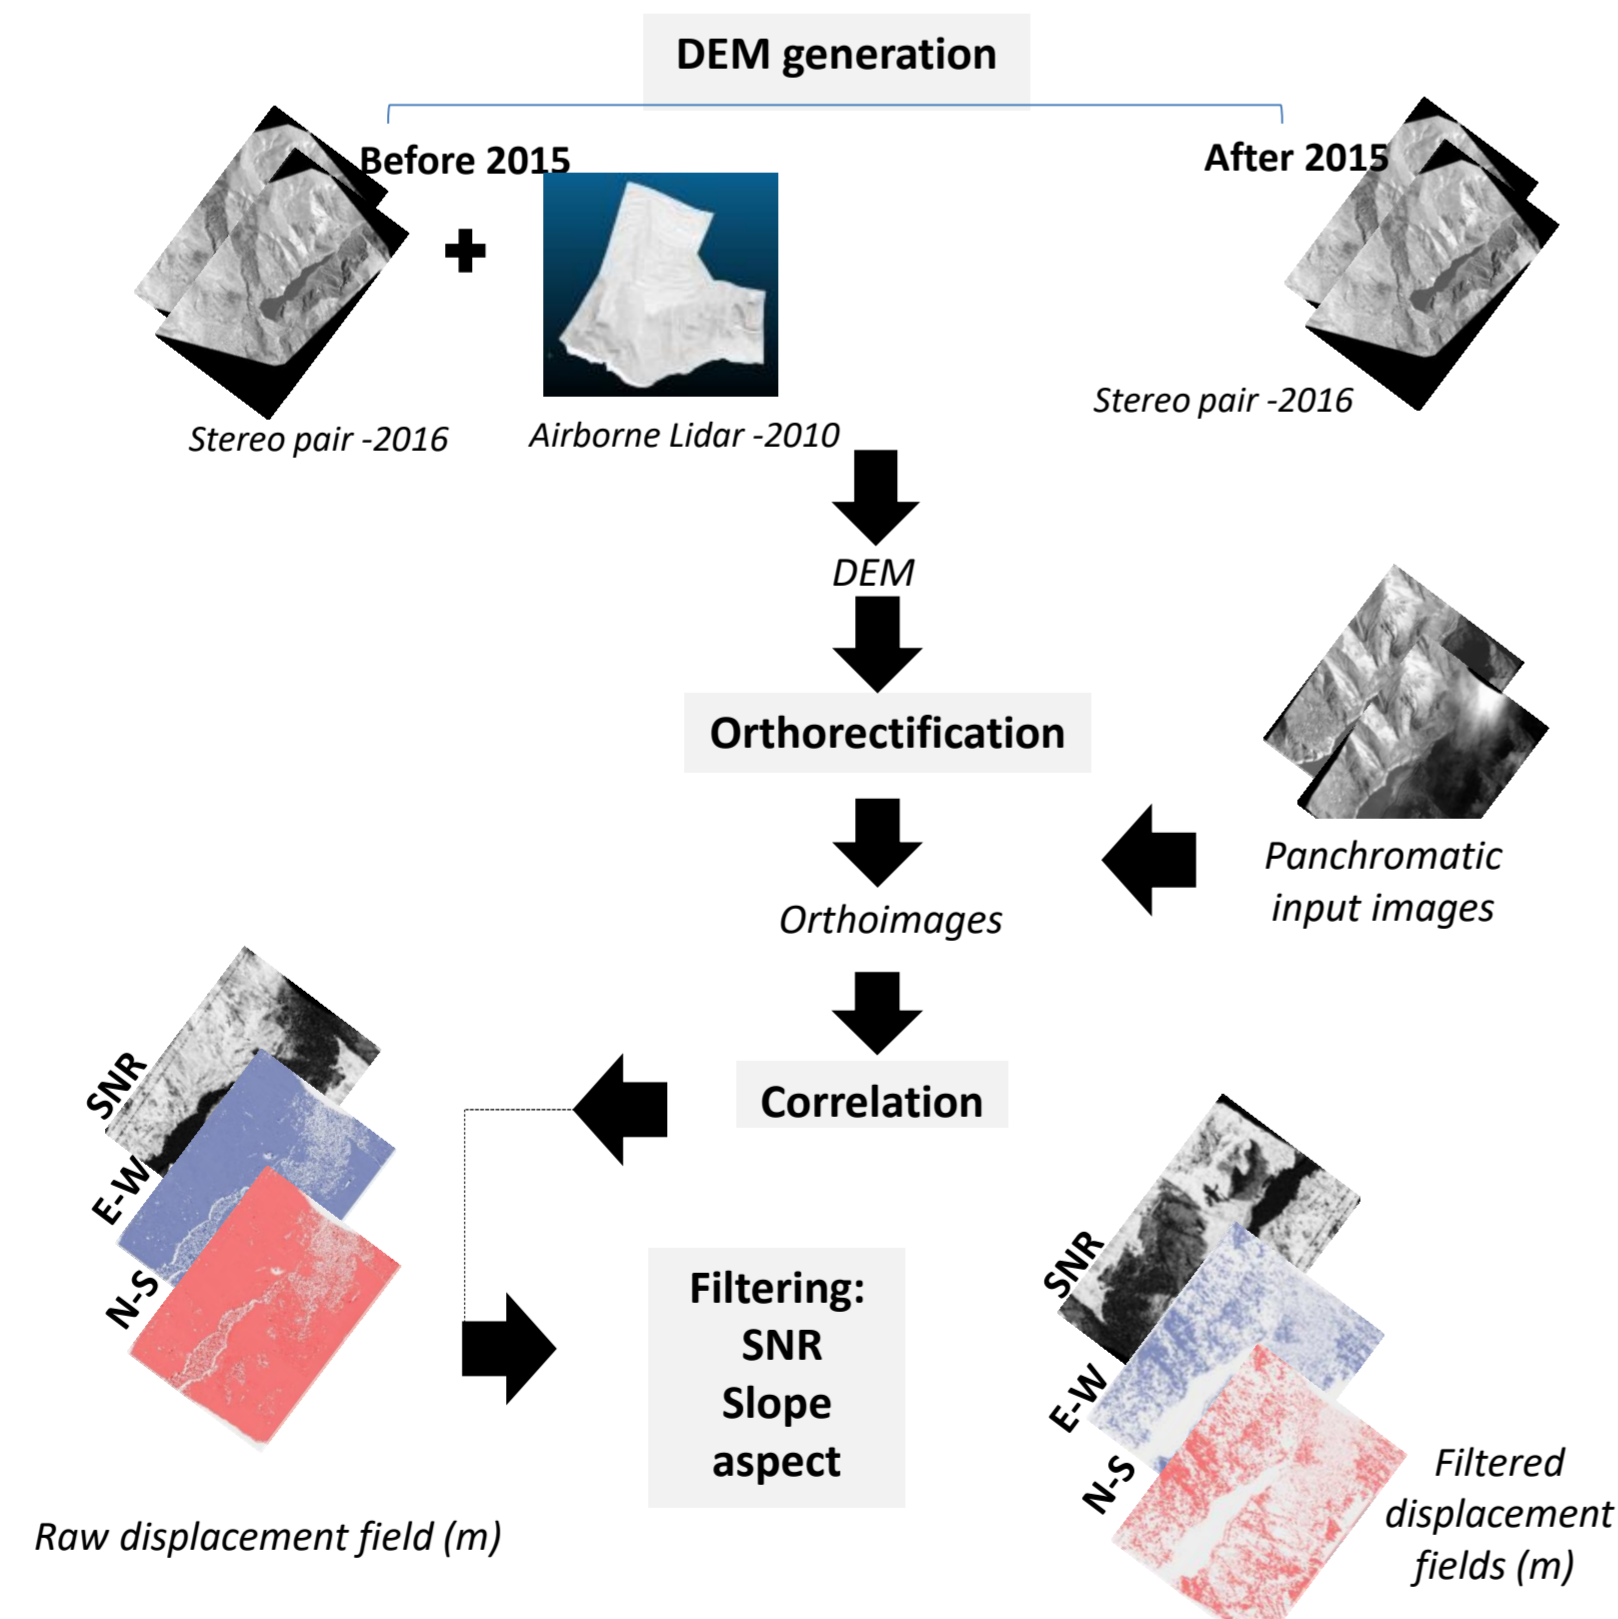 DEM generation
Before 2015
After 2015
Stereo pair -2016
Airborne Lidar -2010
Stereo pair -2016
DEM
Orthorectification
Panchromatic
input images
Orthoimages
Correlation
SNR
E-W
N-S
Raw displacement field (m)
Filtering:
SNR
Slope
aspect
SNR
E-W
N-S
Filtered
displacement
fields (m)